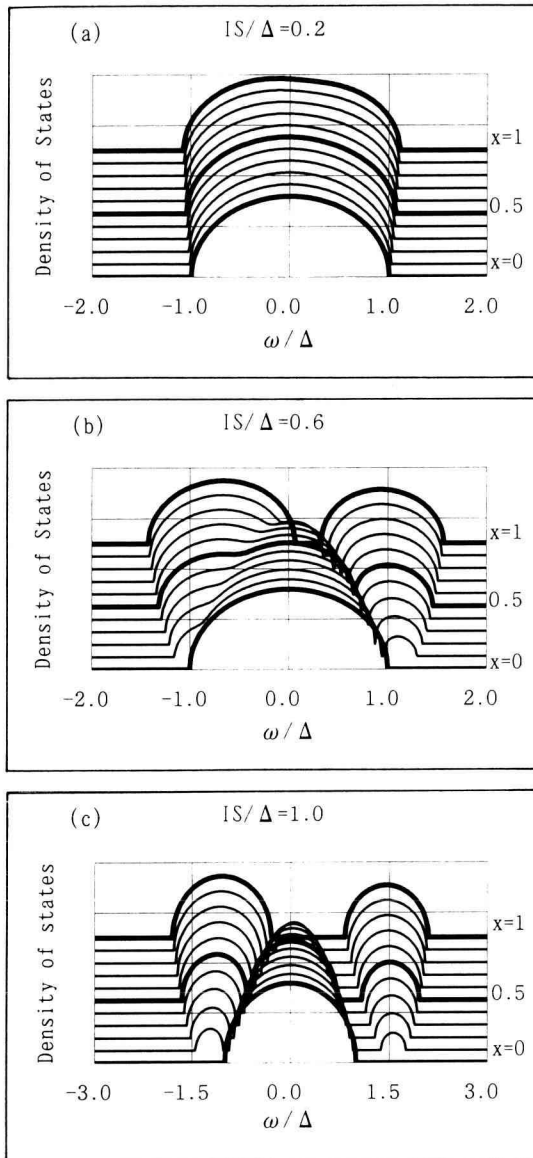 (a) IS/Δ=0.2
Density of States
x=1
0.5
x=0
-2.0 -1.0 0.0 1.0 2.0
ω/Δ
(b) IS/Δ=0.6
Density of States
x=1
0.5
x=0
-2.0 -1.0 0.0 1.0 2.0
ω/Δ
(c) IS/Δ=1.0
Density of states
x=1
0.5
x=0
-3.0 -1.5 0.0 1.5 3.0
ω/Δ